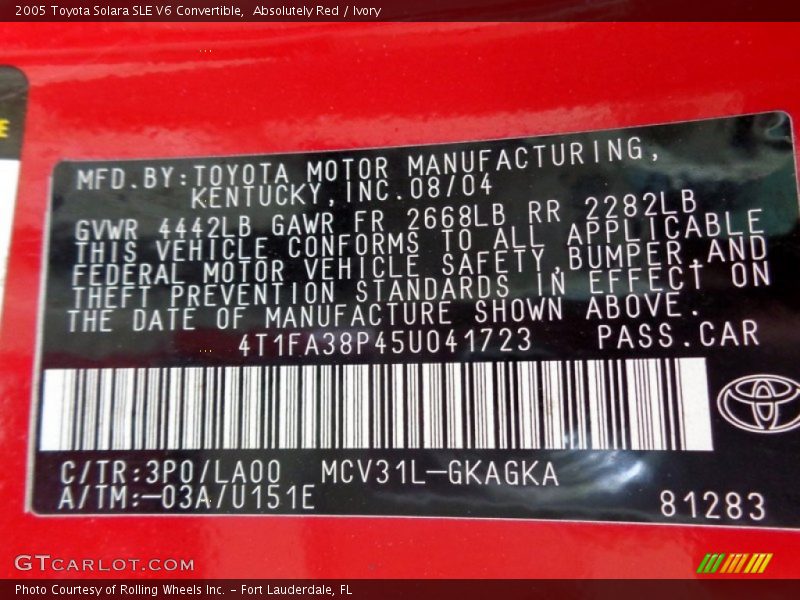 2005 Toyota Solara SLE V6 Convertible,  Absolutely Red / Ivory
E
MFD.BY:TOYOTA MOTOR MANUFACTURING,
KENTUCKY,INC.08/04
GVWR 4442LB GAWR FR 2668LB RR 2282LB
THIS VEHICLE CONFORMS TO ALL APPLICABLE
FEDERAL MOTOR VEHICLE SAFETY,BUMPER,AND
THEFT PREVENTION STANDARDS IN EFFECT ON
THE DATE OF MANUFACTURE SHOWN ABOVE.
4T1FA38P45U041723 PASS.CAR
C/TR:3P0/LA00 MCV31L-GKAGKA
A/TM:-03A/U151E
81283
GTCARLOT.COM
Photo Courtesy of Rolling Wheels Inc. - Fort Lauderdale, FL